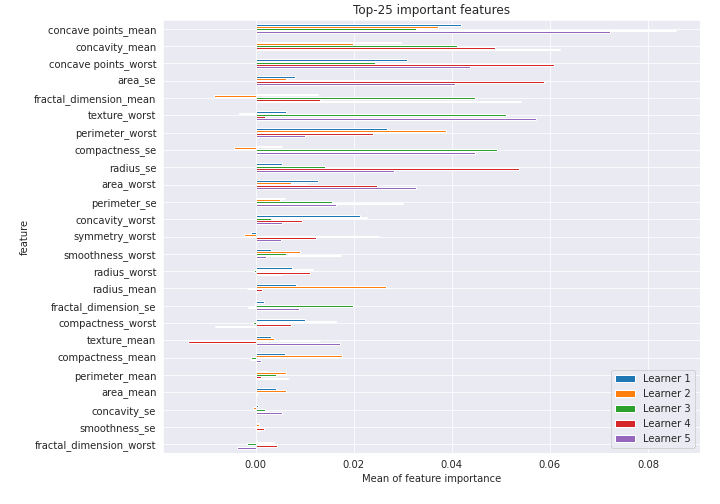 Top-25 important features
concave points_mean
concavity_mean
concave points_worst
area_se
fractal_dimension_mean
texture_worst
perimeter_worst
compactness_se
radius_se
area_worst
perimeter_se
concavity_worst
symmetry_worst
smoothness_worst
radius_worst
radius_mean
fractal_dimension_se
compactness_worst
texture_mean
compactness_mean
perimeter_mean
area_mean
concavity_se
smoothness_se
fractal_dimension_worst
feature
Learner 1
Learner 2
Learner 3
Learner 4
Learner 5
0.00 0.02 0.04 0.06 0.08
Mean of feature importance